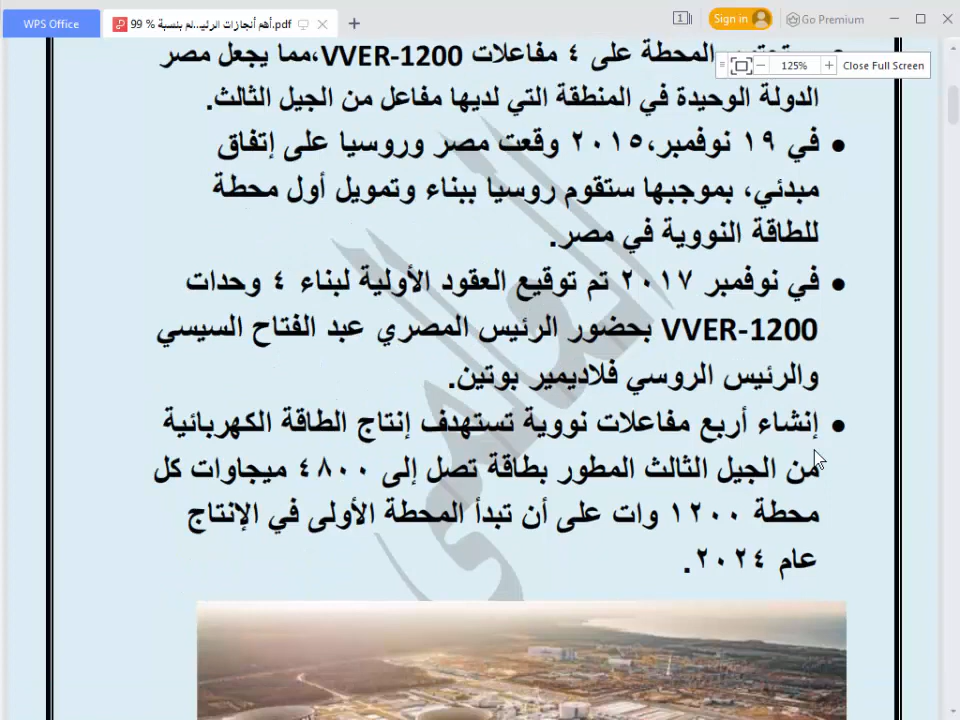 WPS Office
أهم أنجازات الرئيـ...لم بنسبة % 99.pdf
1
Sign in
Go Premium
125%
Close Full Screen
المحطة على ٤ مفاعلات VVER-1200،مما يجعل مصر
الدولة الوحيدة في المنطقة التي لديها مفاعل من الجيل الثالث.
• في ١٩ نوفمبر،٢٠١٥ وقعت مصر وروسيا على إتفاق
مبدئي، بموجبها ستقوم روسيا ببناء وتمويل أول محطة
للطاقة النووية في مصر.
• في نوفمبر ٢٠١٧ تم توقيع العقود الأولية لبناء ٤ وحدات
VVER-1200 بحضور الرئيس المصري عبد الفتاح السيسي
والرئيس الروسي فلاديمير بوتين.
• إنشاء أربع مفاعلات نووية تستهدف إنتاج الطاقة الكهربائية
من الجيل الثالث المطور بطاقة تصل إلى ٤٨٠٠ ميجاوات كل
محطة ١٢٠٠ وات على أن تبدأ المحطة الأولى في الإنتاج
عام ٢٠٢٤.